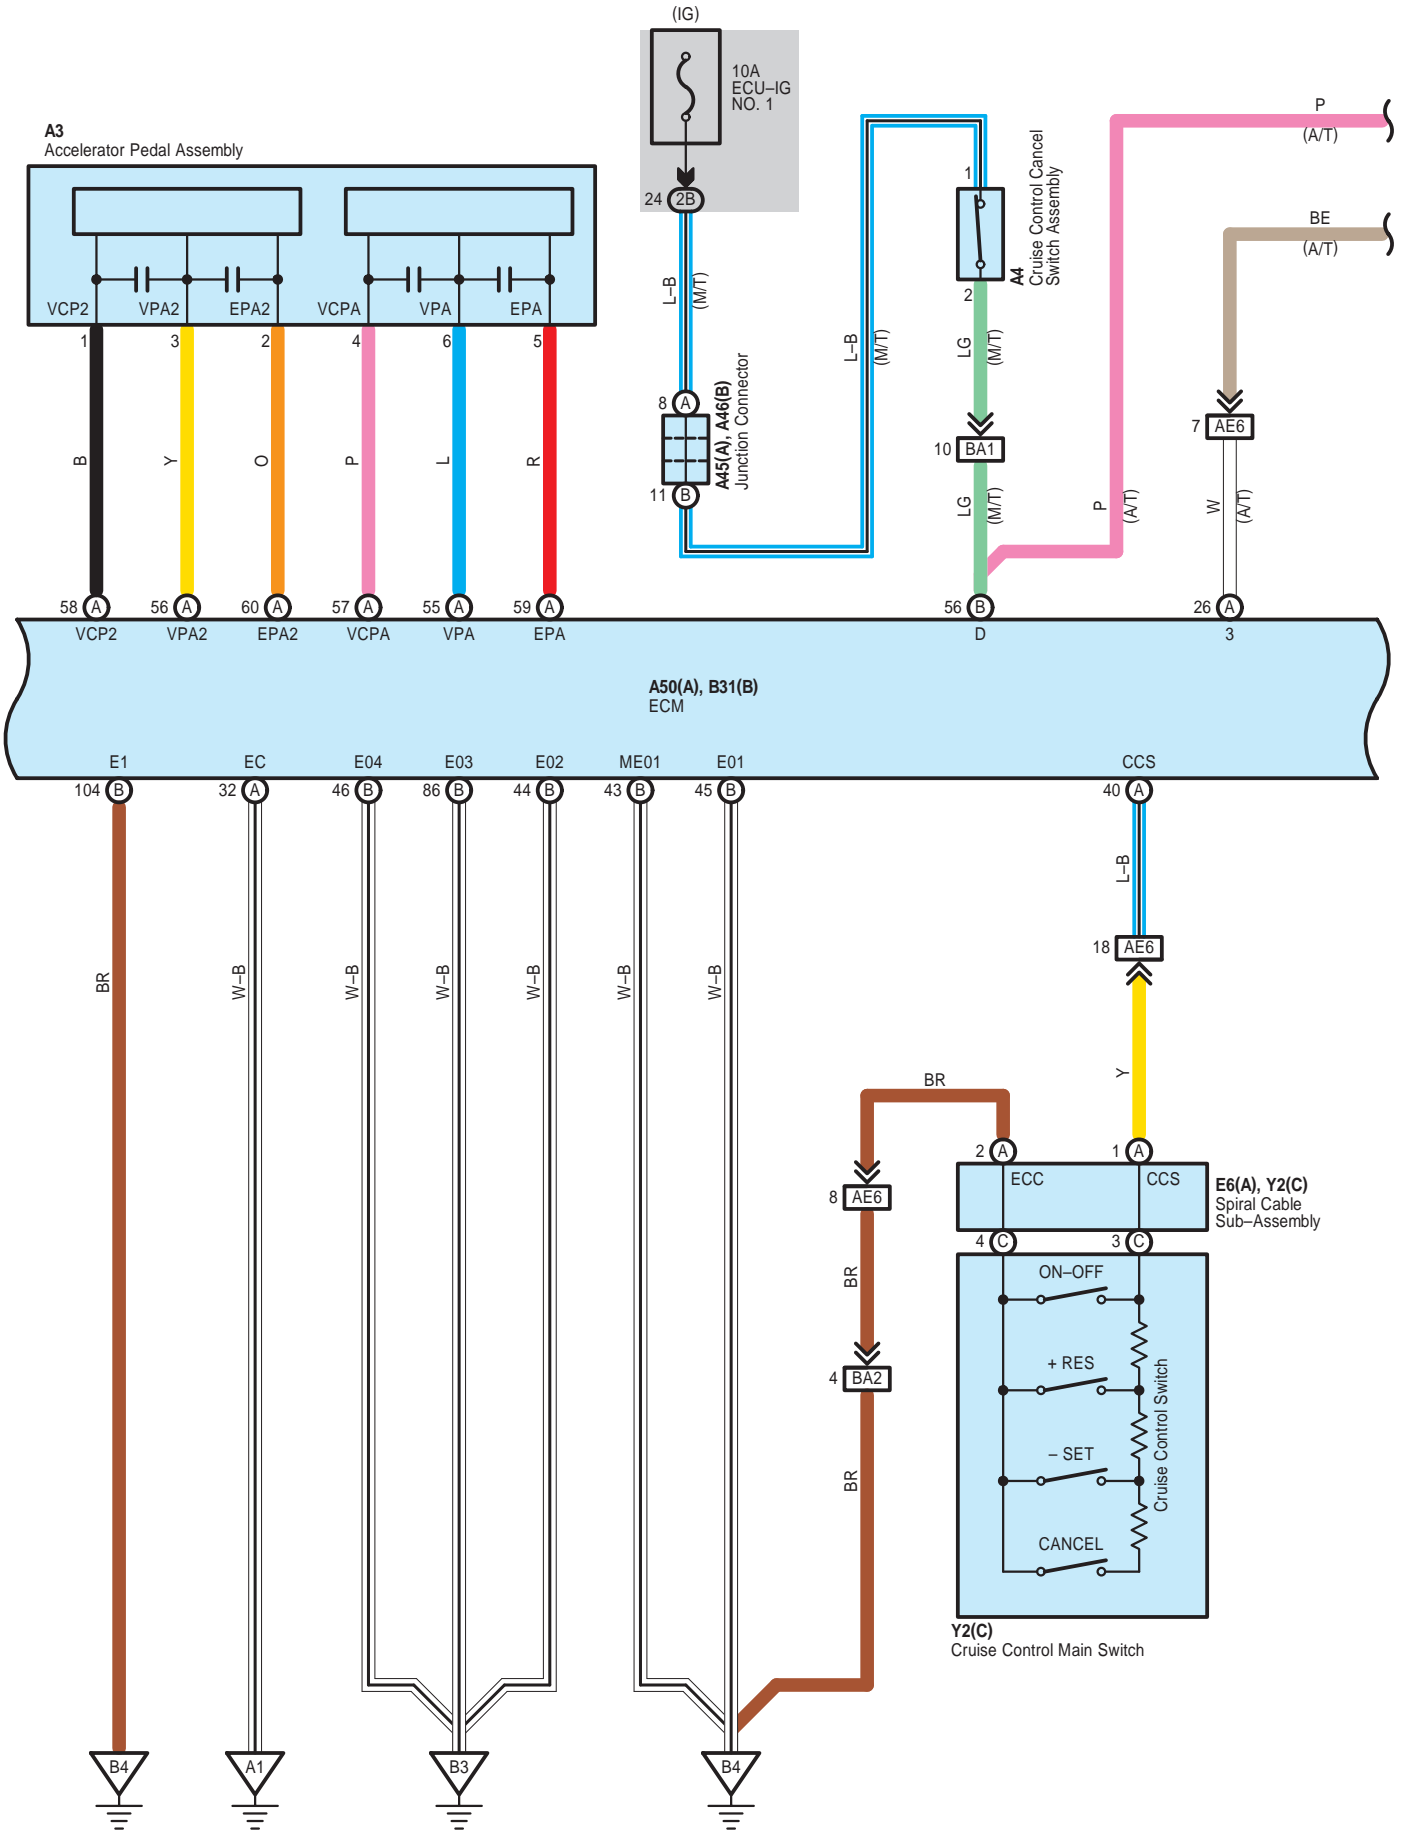 (IG)
10A
ECU–IG
NO. 1
24 2B
A3
Accelerator Pedal Assembly
VCP2 VPA2 EPA2 VCPA VPA EPA
1 3 2 4 6 5
B Y O P L R
L–B
(M/T)
8 A
A45(A), A46(B)
Junction Connector
11 B
L–B
(M/T)
1
A4
Cruise Control Cancel
Switch Assembly
2
LG
(M/T)
10 BA1
LG
(M/T)
P
(A/T)
P
(A/T)
BE
(A/T)
7 AE6
W
(A/T)
58 A 56 A 60 A 57 A 55 A 59 A 56 B 26 A
VCP2 VPA2 EPA2 VCPA VPA EPA D 3
A50(A), B31(B)
ECM
E1 EC E04 E03 E02 ME01 E01 CCS
104 B 32 A 46 B 86 B 44 B 43 B 45 B 40 A
BR W–B W–B W–B W–B W–B W–B
L–B
18 AE6
Y
BR
2 A 1 A
ECC CCS
E6(A), Y2(C)
Spiral Cable
Sub–Assembly
8 AE6
4 C 3 C
BR
4 BA2
BR
ON–OFF
+ RES
– SET
CANCEL
Cruise Control Switch
Y2(C)
Cruise Control Main Switch
B4 A1 B3 B4